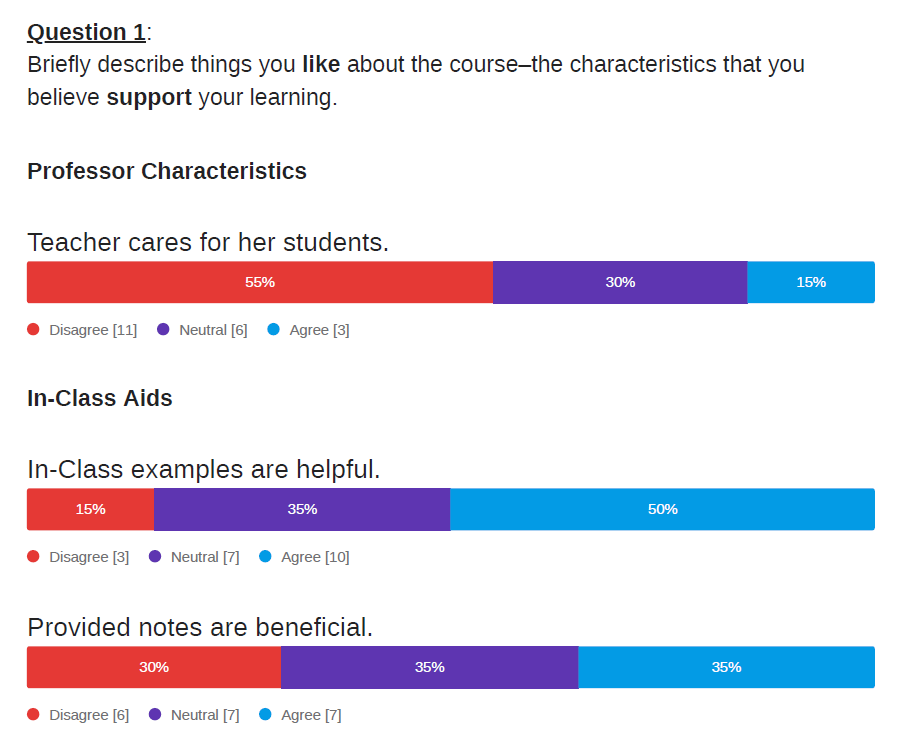 Question 1:
Briefly describe things you like about the course–the characteristics that you
believe support your learning.
Professor Characteristics
Teacher cares for her students.
55% 30% 15%
Disagree [11] Neutral [6] Agree [3]
In-Class Aids
In-Class examples are helpful.
15% 35% 50%
Disagree [3] Neutral [7] Agree [10]
Provided notes are beneficial.
30% 35% 35%
Disagree [6] Neutral [7] Agree [7]